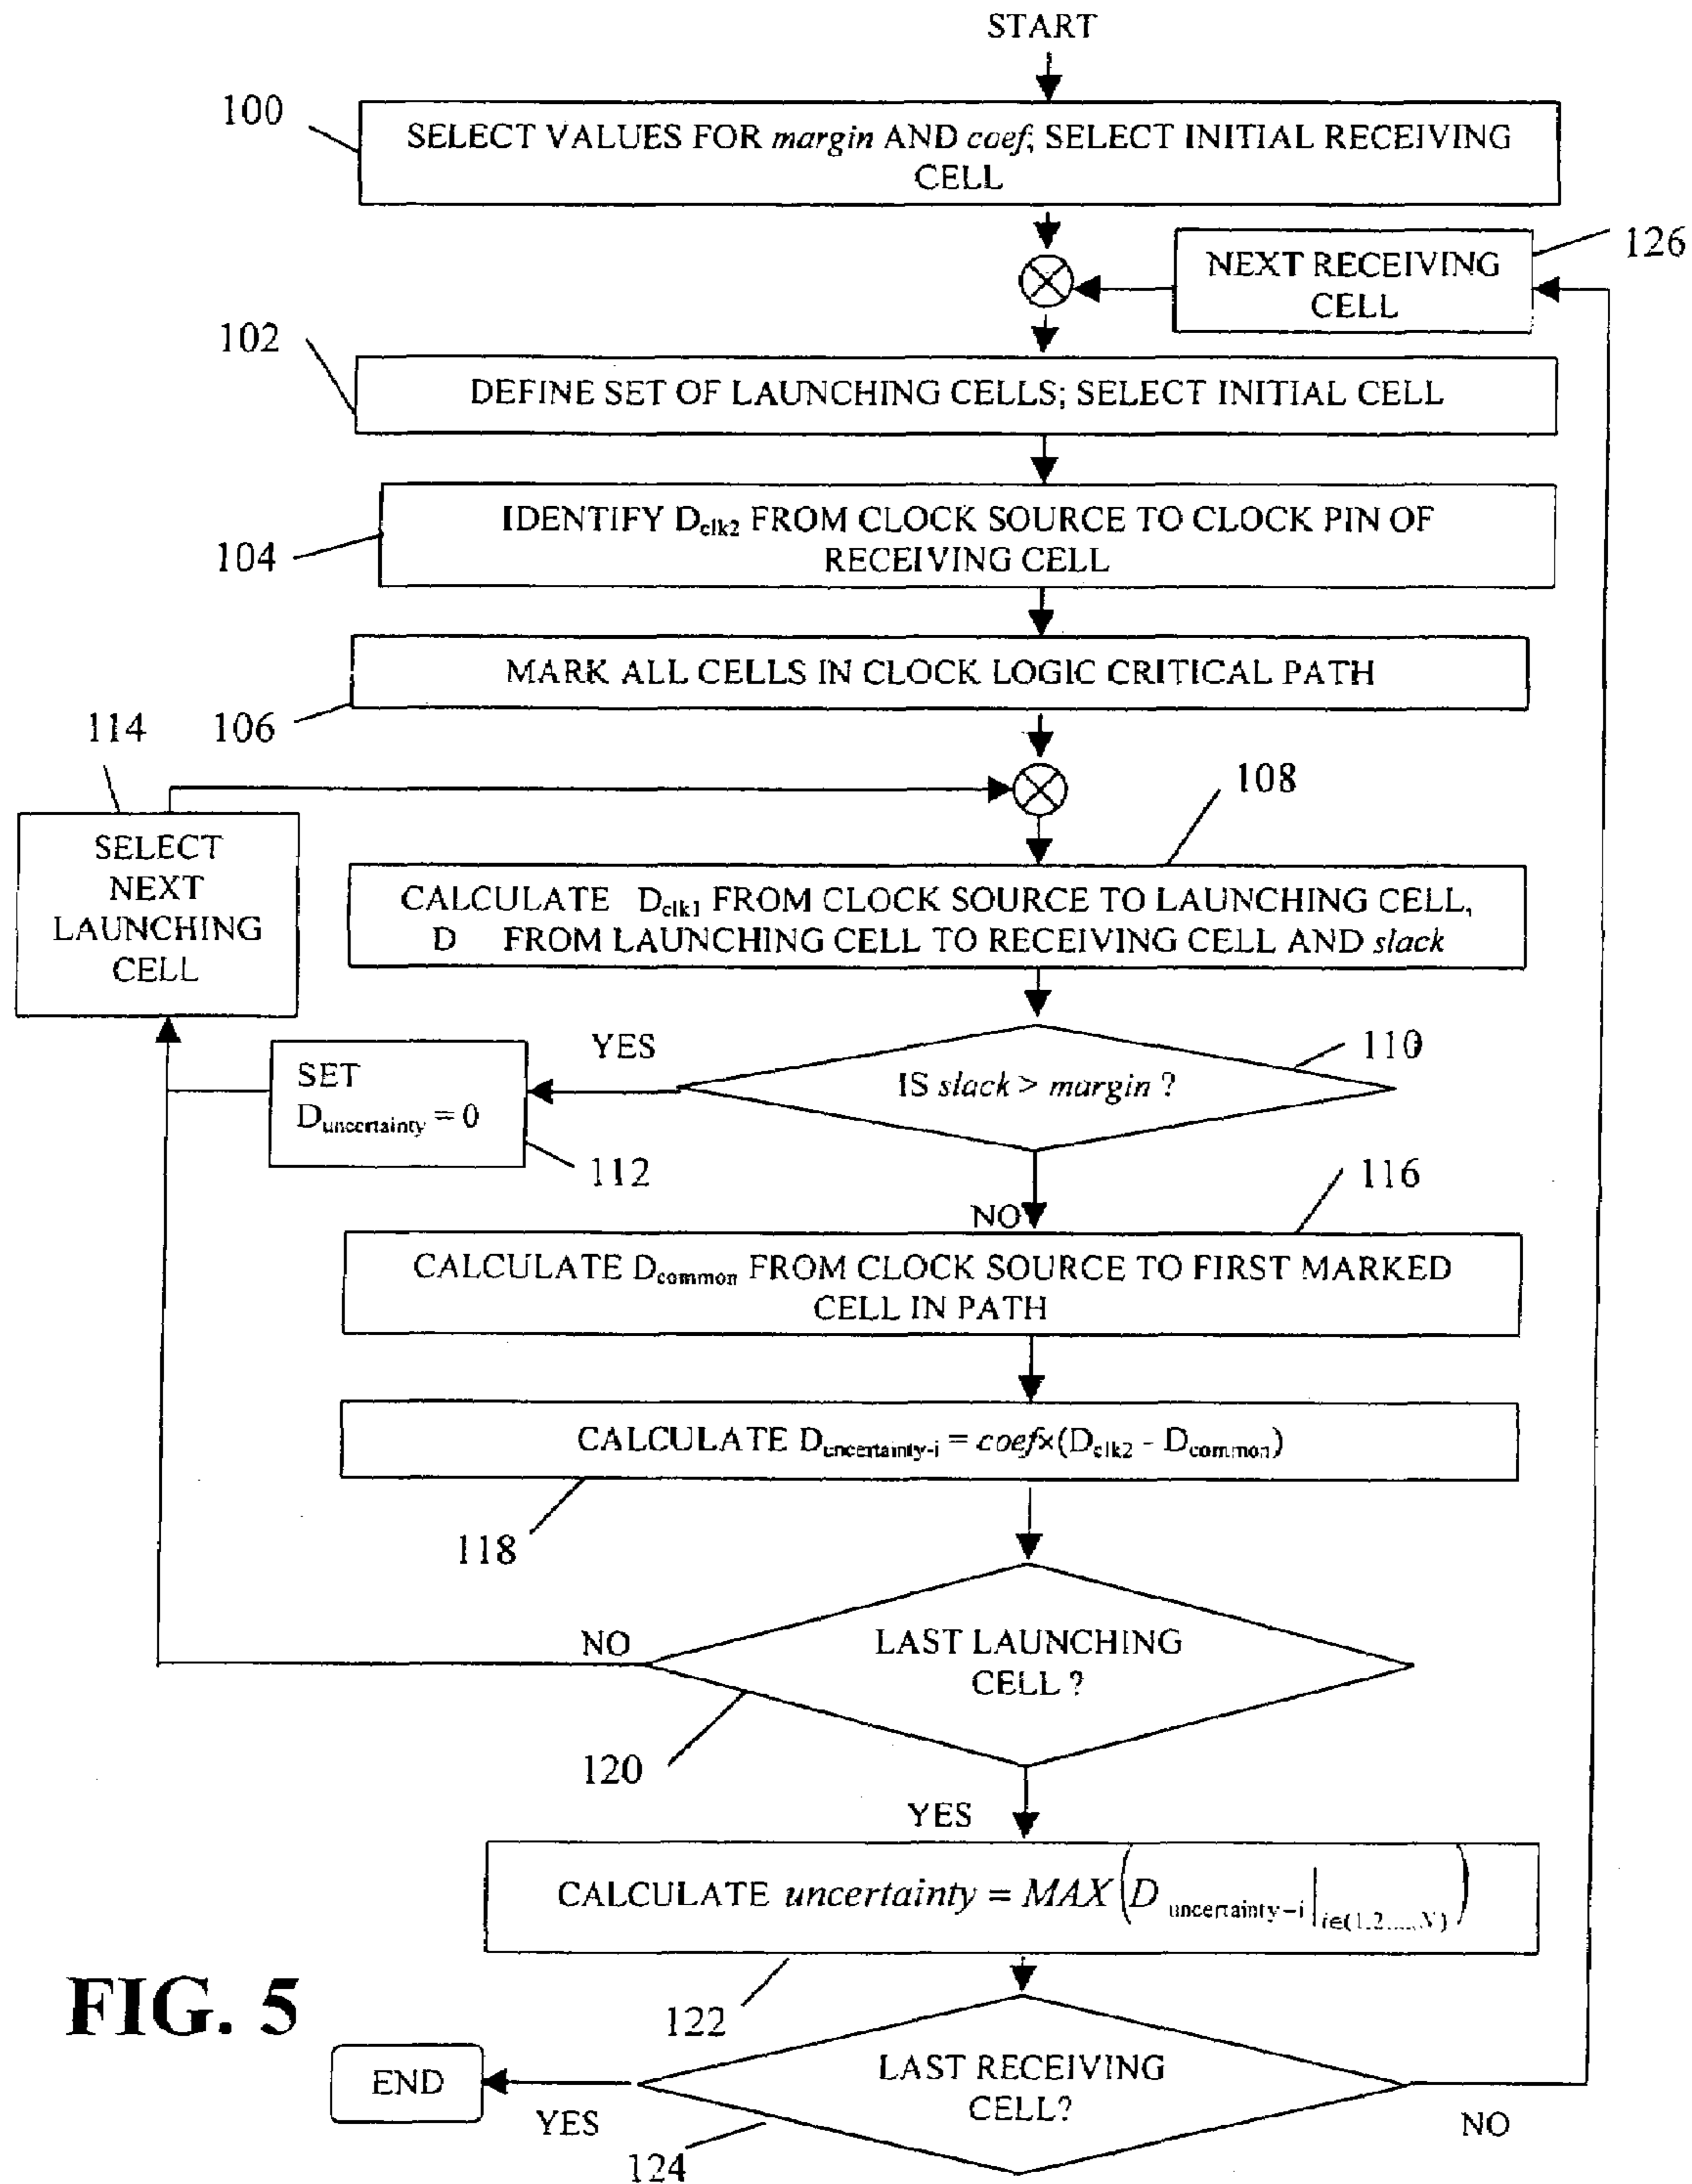 START
100
SELECT VALUES FOR margin AND coef; SELECT INITIAL RECEIVING
CELL
126
NEXT RECEIVING
CELL
102
DEFINE SET OF LAUNCHING CELLS; SELECT INITIAL CELL
104
IDENTIFY Dclk2 FROM CLOCK SOURCE TO CLOCK PIN OF
RECEIVING CELL
106
MARK ALL CELLS IN CLOCK LOGIC CRITICAL PATH
114
SELECT
NEXT
LAUNCHING
CELL
108
CALCULATE Dclk1 FROM CLOCK SOURCE TO LAUNCHING CELL,
D FROM LAUNCHING CELL TO RECEIVING CELL AND slack
110
IS slack > margin ?
YES
SET
Duncertainty = 0
112
NO
116
CALCULATE Dcommon FROM CLOCK SOURCE TO FIRST MARKED
CELL IN PATH
CALCULATE Duncertainty-i = coef×(Dclk2 - Dcommon)
118
LAST LAUNCHING
CELL ?
NO
120
YES
CALCULATE uncertainty = MAX(D uncertainty−i |i∈(1,2,...,N))
122
LAST RECEIVING
CELL?
END
YES
NO
124
FIG. 5